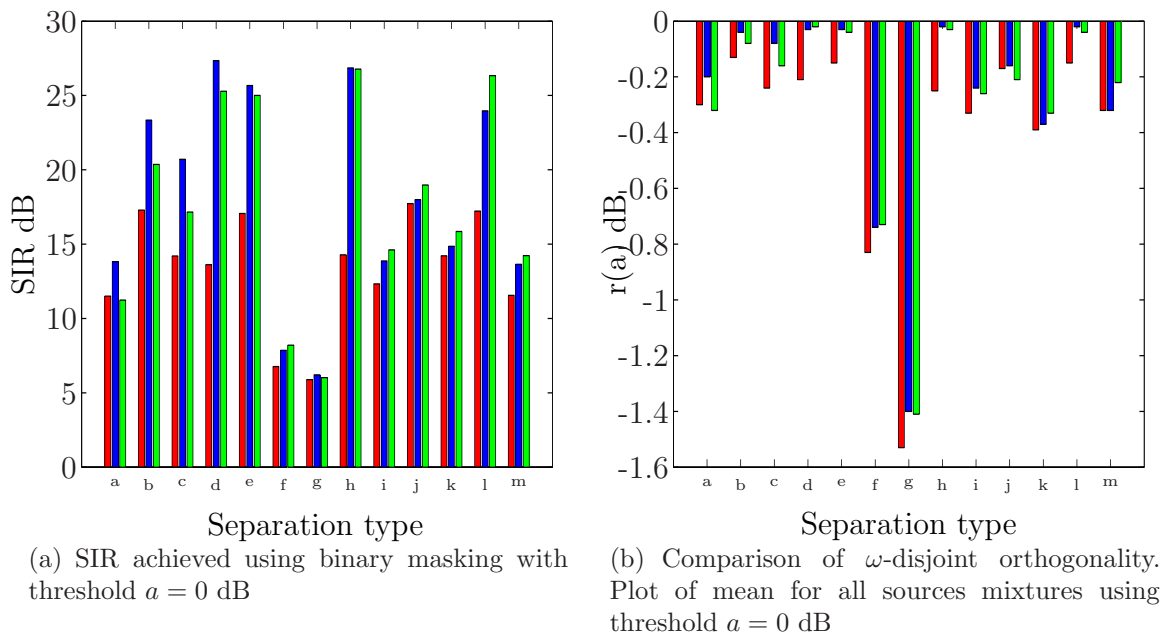 30
25
20
15
10
5
0
SIR dB
a b c d e f g h i j k l m
Separation type
(a) SIR achieved using binary masking with
threshold a = 0 dB
0
-0.2
-0.4
-0.6
-0.8
-1
-1.2
-1.4
-1.6
r(a) dB
a b c d e f g h i j k l m
Separation type
(b) Comparison of ω-disjoint orthogonality.
Plot of mean for all sources mixtures using
threshold a = 0 dB